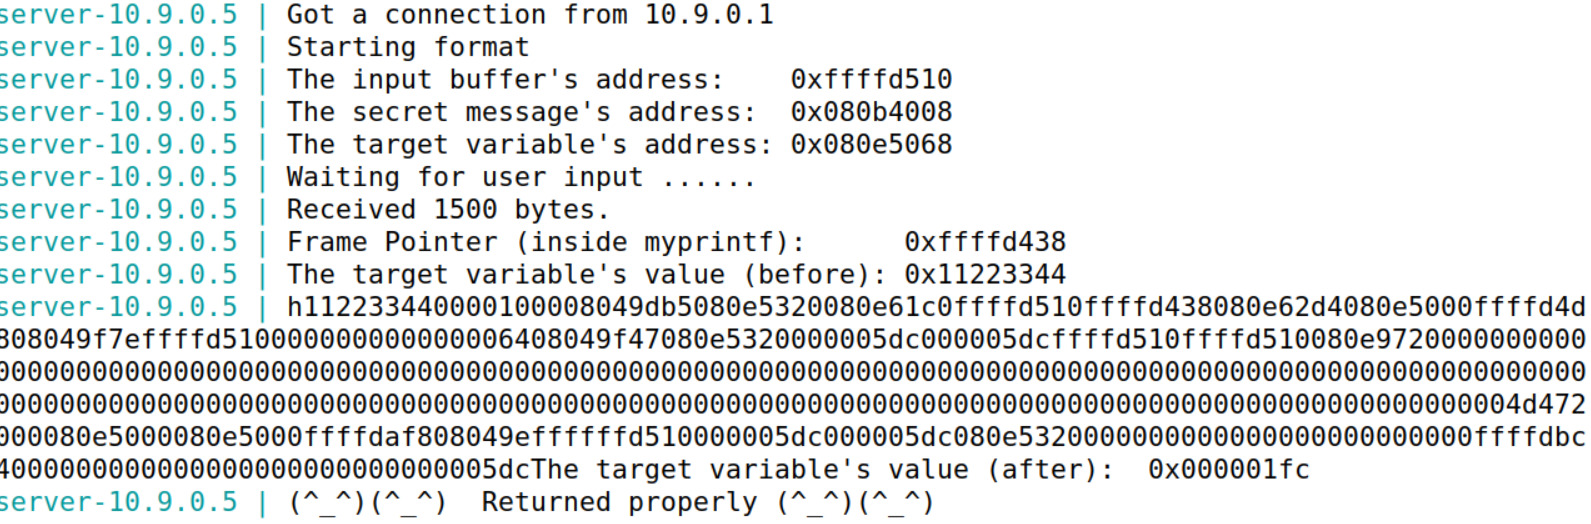 server-10.9.0.5 | Got a connection from 10.9.0.1
server-10.9.0.5 | Starting format
server-10.9.0.5 | The input buffer's address:    0xffffd510
server-10.9.0.5 | The secret message's address:  0x080b4008
server-10.9.0.5 | The target variable's address: 0x080e5068
server-10.9.0.5 | Waiting for user input ......
server-10.9.0.5 | Received 1500 bytes.
server-10.9.0.5 | Frame Pointer (inside myprintf):      0xffffd438
server-10.9.0.5 | The target variable's value (before): 0x11223344
server-10.9.0.5 | h112233440000100008049db5080e5320080e61c0ffffd510ffffd438080e62d4080e5000ffffd4d
808049f7effffd510000000000000006408049f47080e5320000005dc000005dcffffd510ffffd510080e9720000000000
00000000000000000000000000000000000000000000000000000000000000000000000000000000000000000000000000
0000000000000000000000000000000000000000000000000000000000000000000000000000000000000000000004d472
000080e5000080e5000ffffdaf808049effffffd510000005dc000005dc080e5320000000000000000000000000ffffdbc
4000000000000000000000000000005dcThe target variable's value (after):  0x000001fc
server-10.9.0.5 | (^_^)(^_^)  Returned properly (^_^)(^_^)